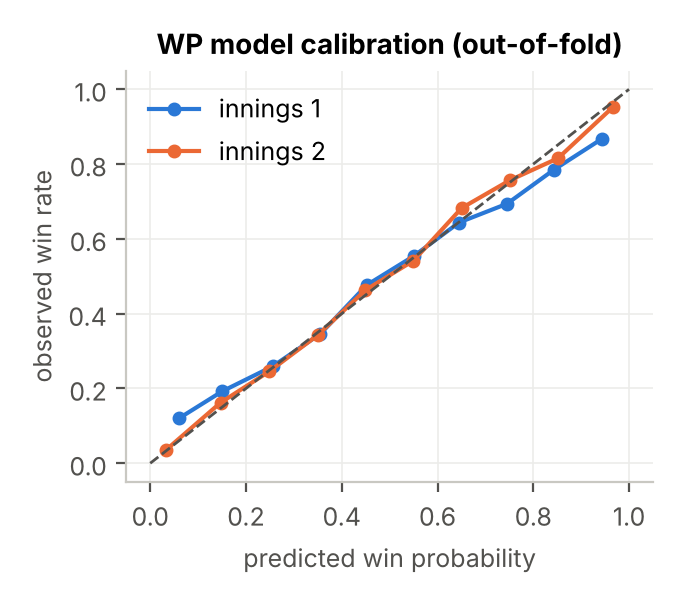 WP model calibration (out-of-fold)
innings 1
innings 2
observed win rate
1.0
0.8
0.6
0.4
0.2
0.0
0.0 0.2 0.4 0.6 0.8 1.0
predicted win probability